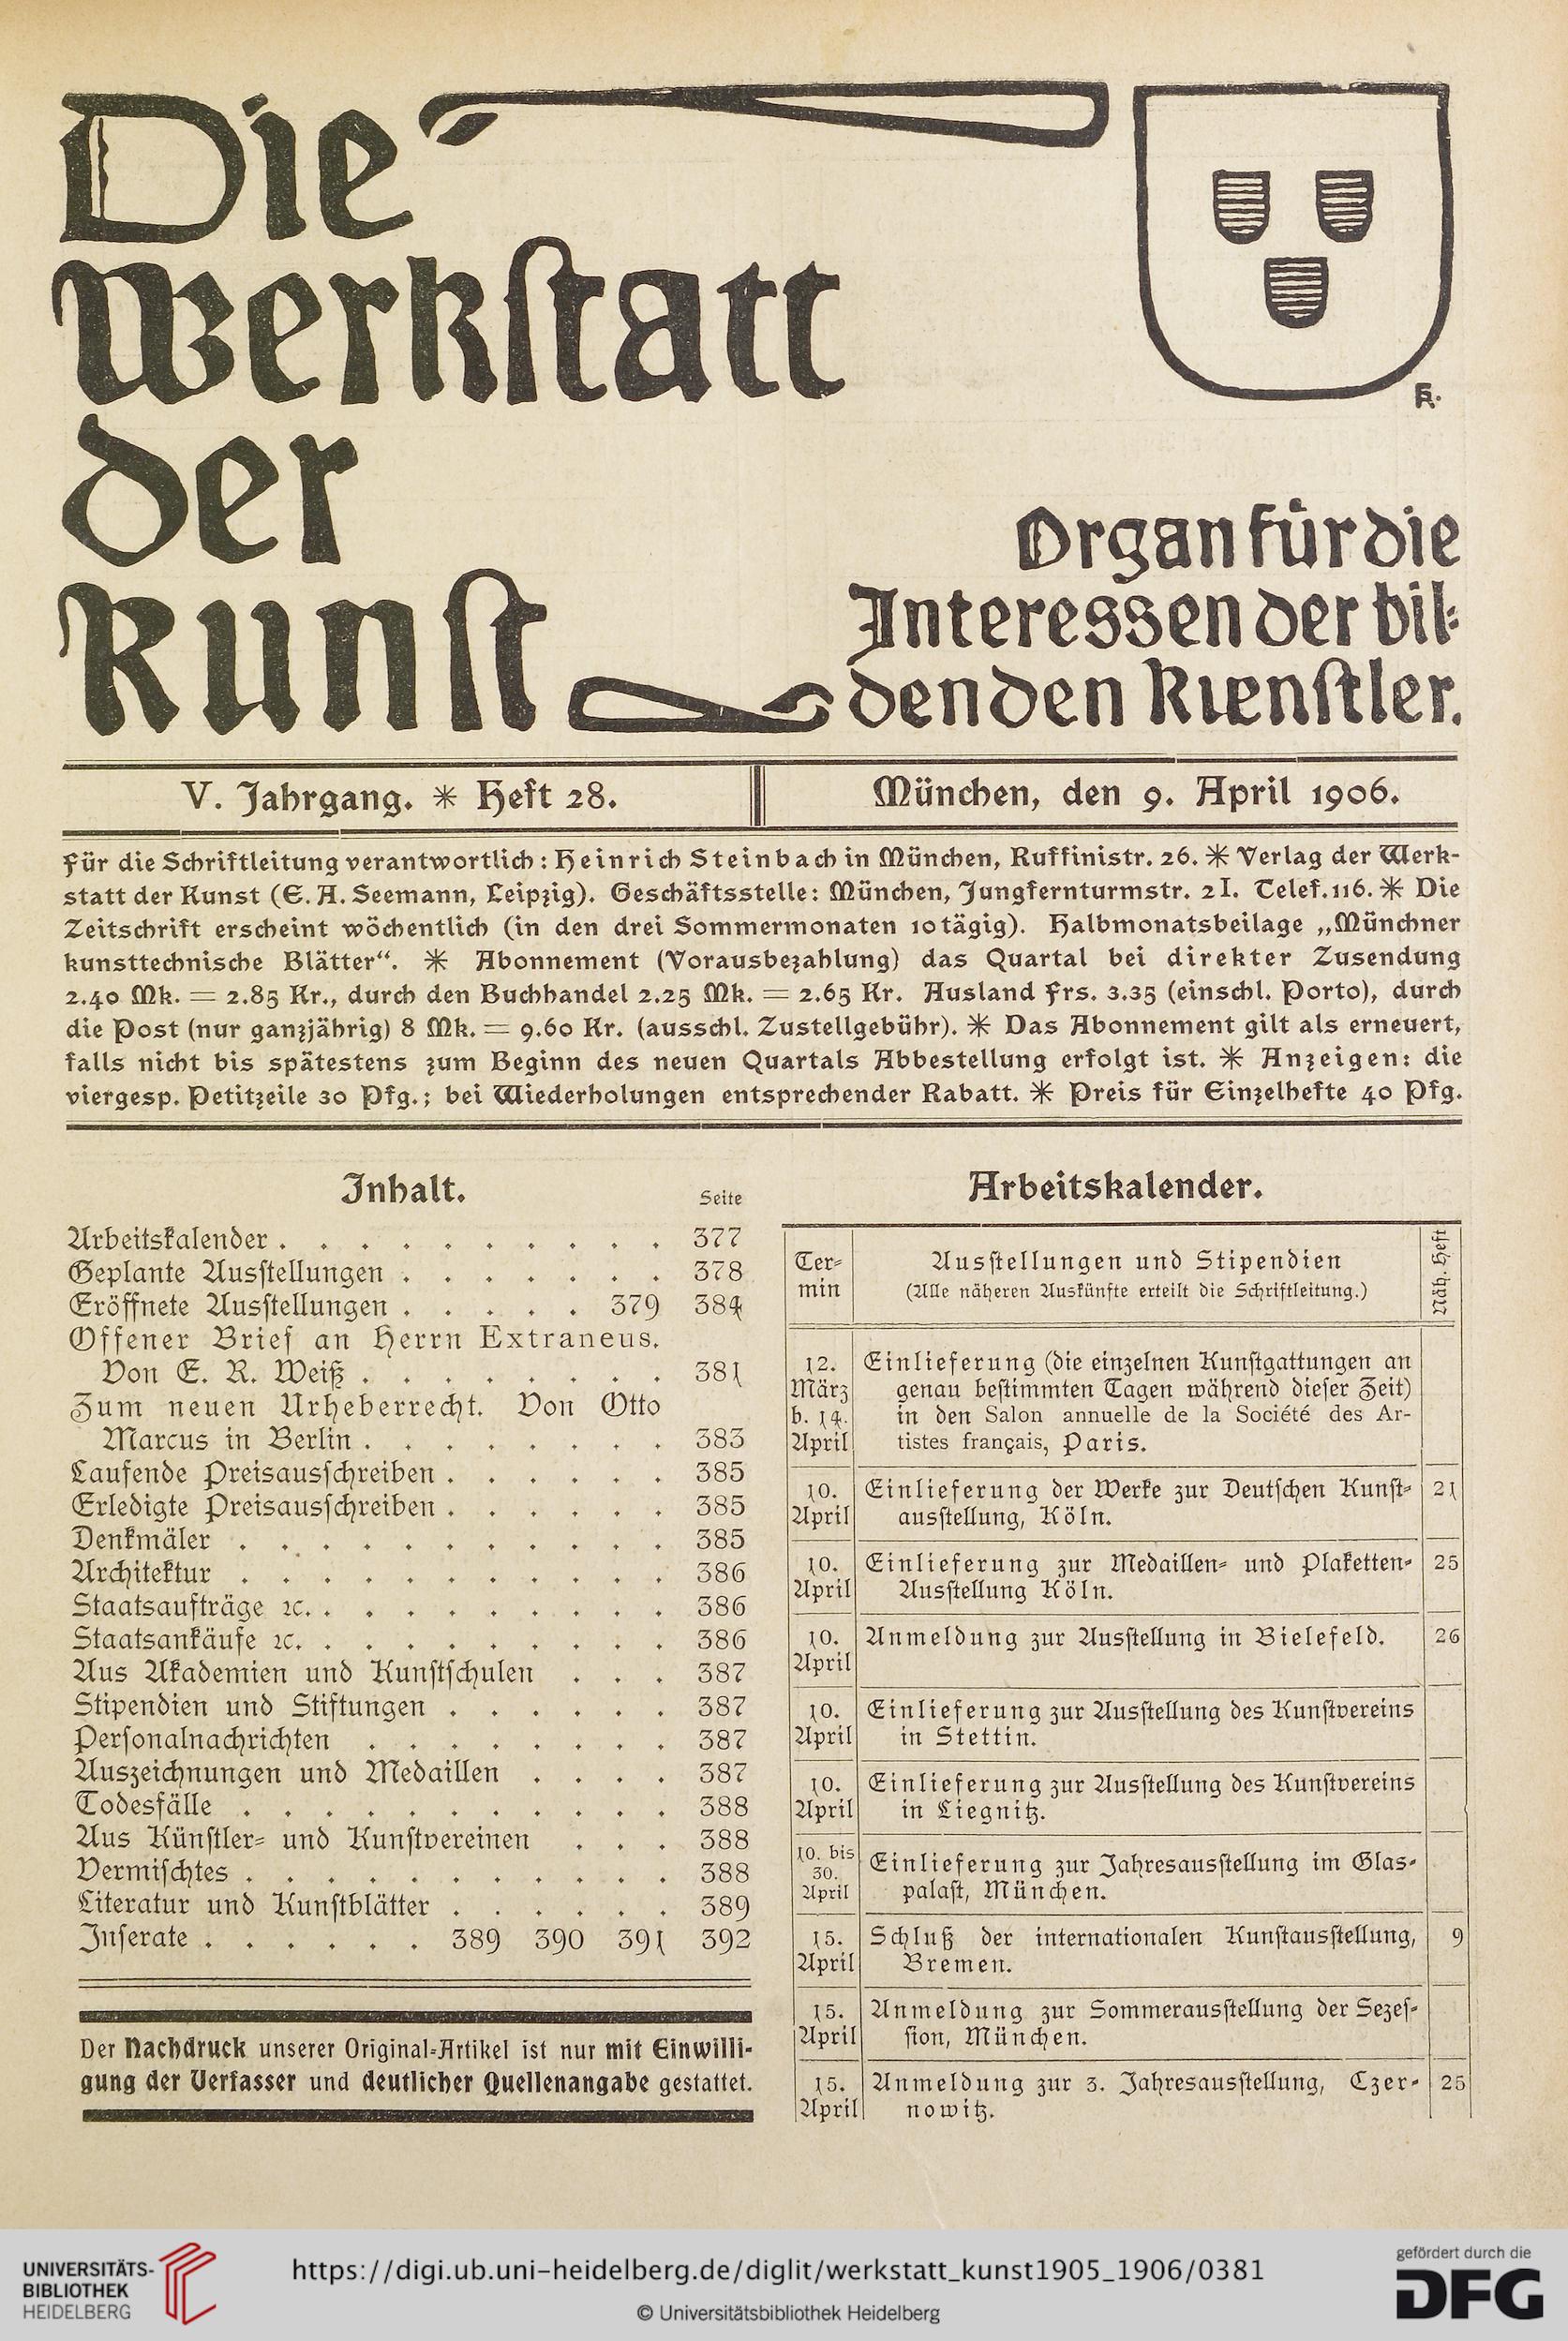 Die
Werkstatt
der
Kunst
Organ für die
Interessen der bil-
denden Kuenstler.
V. Jahrgang. ✳ Heft 28.
München, den 9. April 1906.
Für die Schriftleitung verantwortlich: Heinrich Steinbach in München, Ruffinistr. 26. ✳ Verlag der Werk-
statt der Kunst (E. A. Seemann, Leipzig). Geschäftsstelle: München, Jungfernturmstr. 2I. Telef. 116. ✳ Die
Zeitschrift erscheint wöchentlich (in den drei Sommermonaten 10tägig). Halbmonatsbeilage „Münchner
kunsttechnische Blätter“. ✳ Abonnement (Vorausbezahlung) das Quartal bei direkter Zusendung
2.40 Mk. = 2.85 Kr., durch den Buchhandel 2.25 Mk. = 2.65 Kr. Ausland Frs. 3.35 (einschl. Porto), durch
die Post (nur ganzjährig) 8 Mk. = 9.60 Kr. (ausschl. Zustellgebühr). ✳ Das Abonnement gilt als erneuert,
falls nicht bis spätestens zum Beginn des neuen Quartals Abbestellung erfolgt ist. ✳ Anzeigen: die
viergesp. Petitzeile 30 Pfg.; bei Wiederholungen entsprechender Rabatt. ✳ Preis für Einzelhefte 40 Pfg.
Inhalt.
Seite
Arbeitskalender . . . . . . . . . . 377
Geplante Ausstellungen . . . . . . . 378
Eröffnete Ausstellungen . . . . . 379 384
Offener Brief an Herrn Extraneus.
Von E. R. Weiß . . . . . . . . 381
Zum neuen Urheberrecht. Von Otto
Marcus in Berlin . . . . . . . . 383
Laufende Preisausschreiben . . . . . . 385
Erledigte Preisausschreiben . . . . . . 385
Denkmäler . . . . . . . . . . . 385
Architektur . . . . . . . . . . . 386
Staatsaufträge ꝛc. . . . . . . . . . 386
Staatsankäufe ꝛc. . . . . . . . . . 386
Aus Akademien und Kunstschulen . . . 387
Stipendien und Stiftungen . . . . . . 387
Personalnachrichten . . . . . . . . 387
Auszeichnungen und Medaillen . . . . 387
Todesfälle . . . . . . . . . . . 388
Aus Künstler- und Kunstvereinen . . . 388
Vermischtes . . . . . . . . . . . 388
Literatur und Kunstblätter . . . . . . 389
Inserate . . . . . . 389 390 391 392
Der Nachdruck unserer Original-Artikel ist nur mit Einwilli-
gung der Verfasser und deutlicher Quellenangabe gestattet.
Arbeitskalender.
Ter-
min
Ausstellungen und Stipendien
(Alle näheren Auskünfte erteilt die Schriftleitung.)
Näh. Heft
12.
März
b. 14.
April
Einlieferung (die einzelnen Kunstgattungen an
genau bestimmten Tagen während dieser Zeit)
in den Salon annuelle de la Société des Ar-
tistes français, Paris.
10.
April
Einlieferung der Werke zur Deutschen Kunst-
ausstellung, Köln.
21
10.
April
Einlieferung zur Medaillen- und Plaketten-
Ausstellung Köln.
25
10.
April
Anmeldung zur Ausstellung in Bielefeld.
26
10.
April
Einlieferung zur Ausstellung des Kunstvereins
in Stettin.
10.
April
Einlieferung zur Ausstellung des Kunstvereins
in Liegnitz.
10. bis
30.
April
Einlieferung zur Jahresausstellung im Glas-
palast, München.
15.
April
Schluß der internationalen Kunstausstellung,
Bremen.
9
15.
April
Anmeldung zur Sommerausstellung der Sezes-
sion, München.
15.
April
Anmeldung zur 3. Jahresausstellung, Czer-
nowitz.
25
UNIVERSITÄTS-
BIBLIOTHEK
HEIDELBERG
https://digi.ub.uni-heidelberg.de/diglit/werkstatt_kunst1905_1906/0381
© Universitätsbibliothek Heidelberg
gefördert durch die
DFG